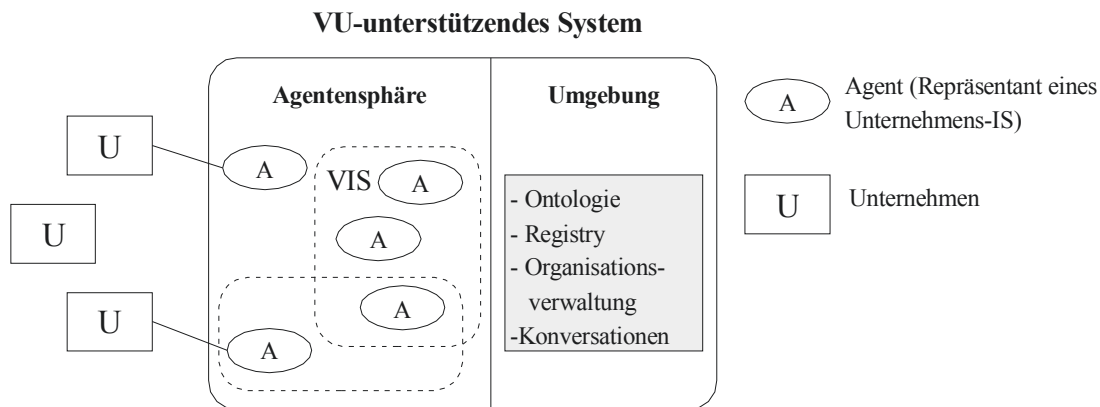 VU-unterstützendes System
Agentensphäre
Umgebung
A
Agent (Repräsentant eines
Unternehmens-IS)
U
A
VIS
A
- Ontologie
- Registry
- Organisations-
verwaltung
-Konversationen
U
Unternehmen
U
A
A
U
A